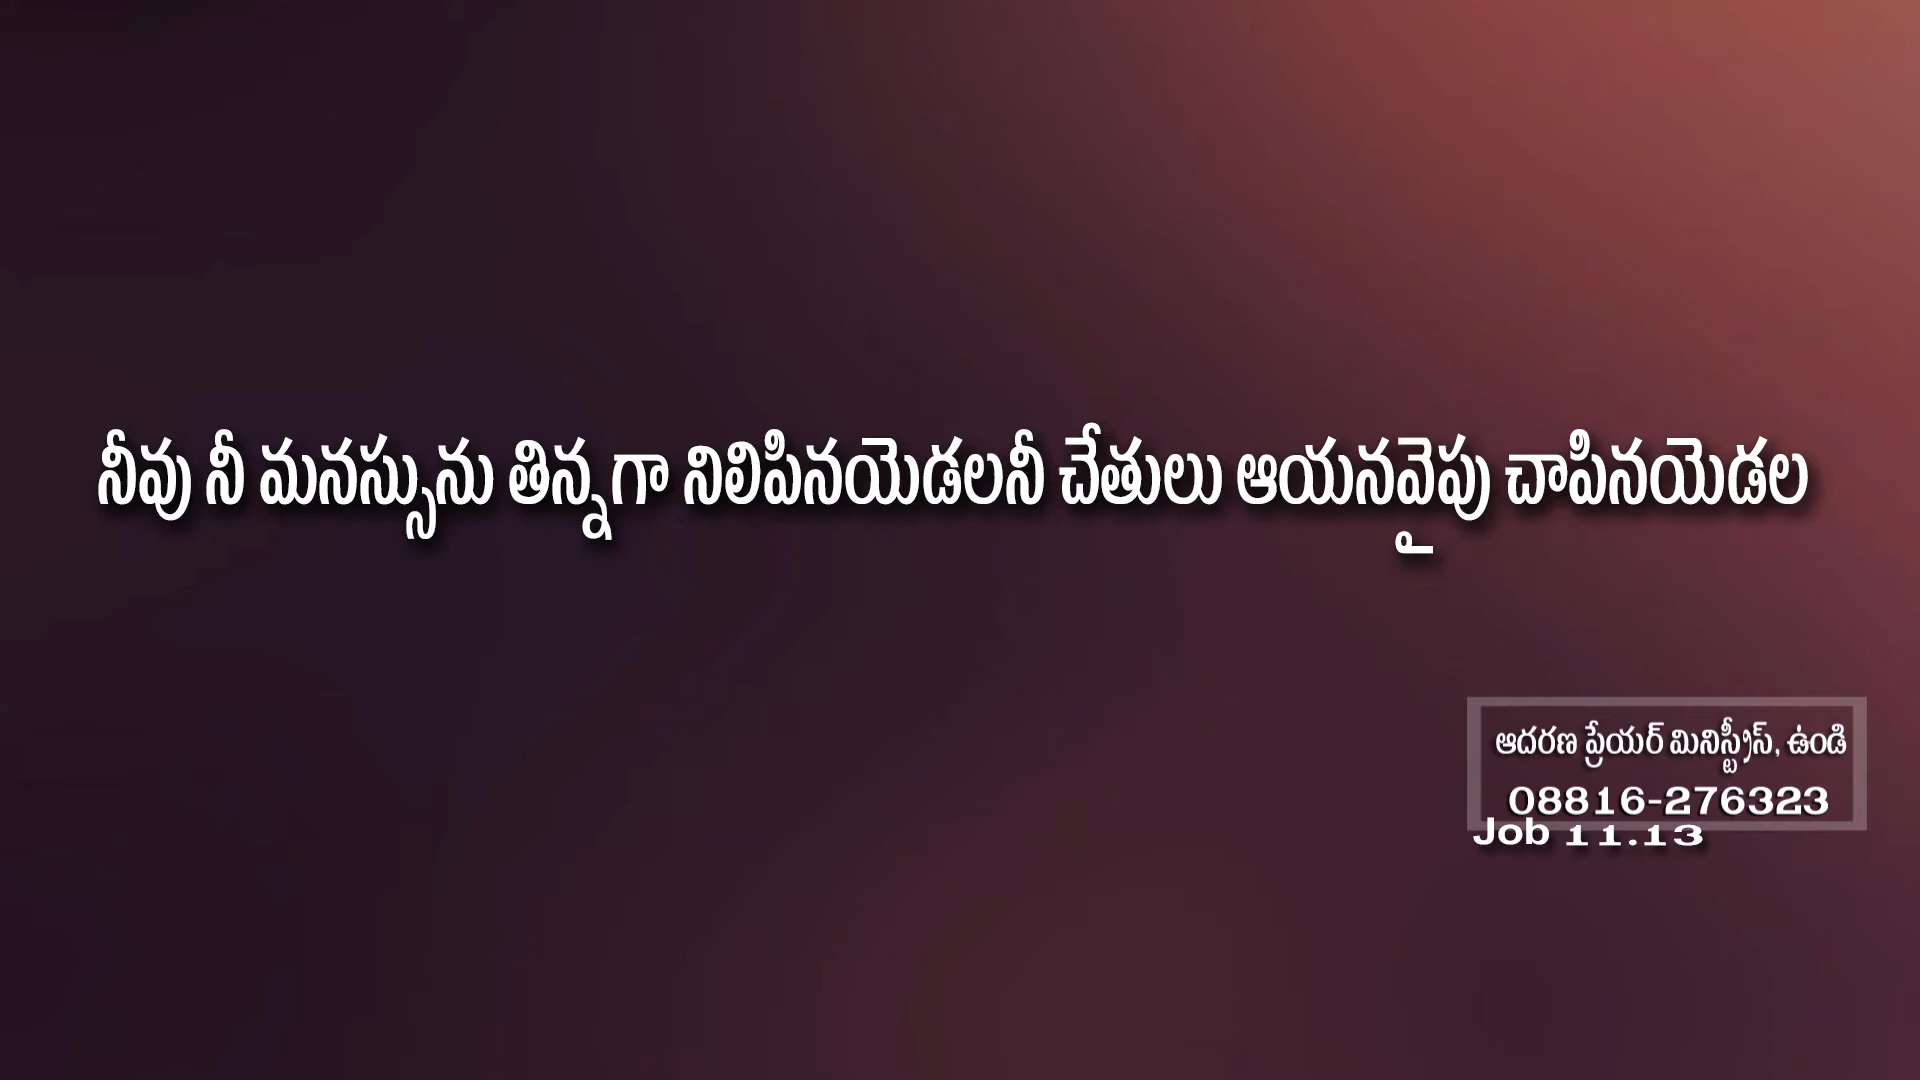 నీవు నీ మనస్సును తిన్నగా నిలిపినయెడలనీ చేతులు ఆయనవైపు చాపినయెడల
ఆదరణ ప్రేయర్ మినిస్ట్రీస్, ఉండి
08816-276323
Job 11.13